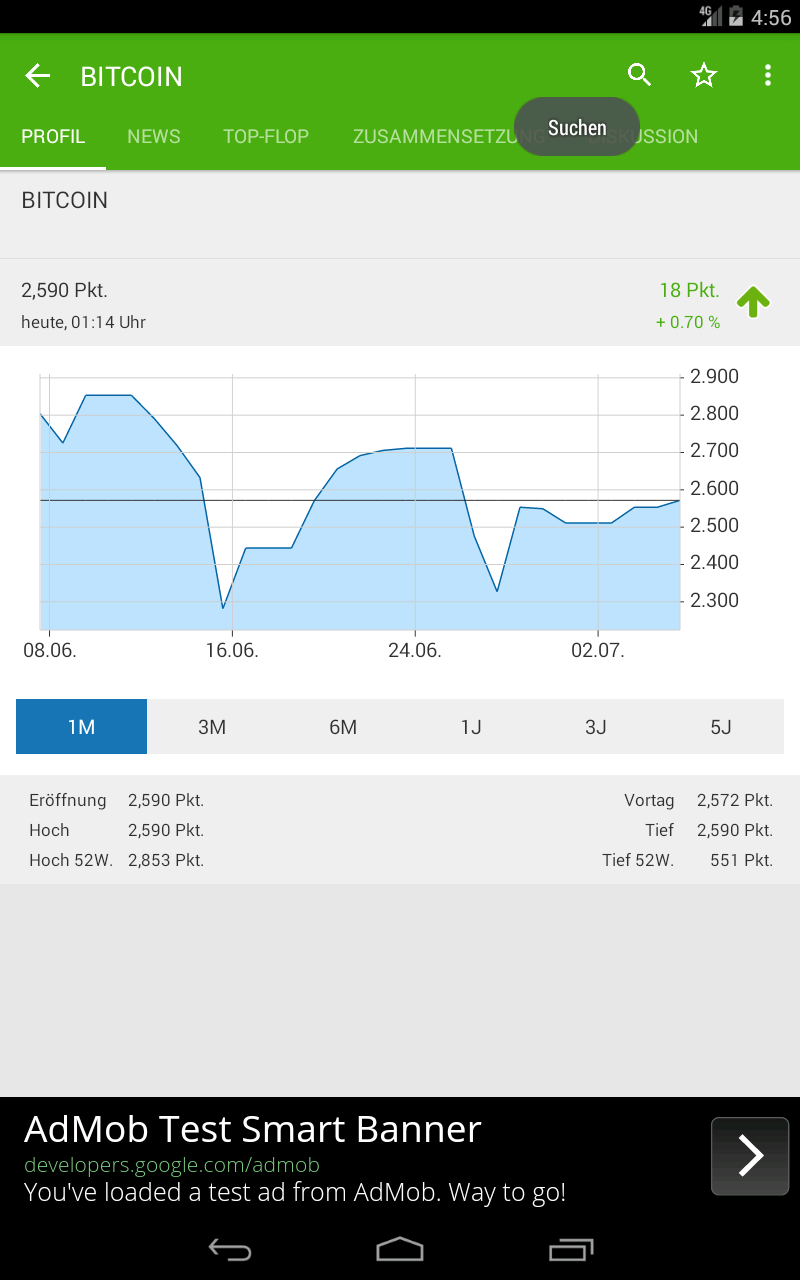 4G 4:56
BITCOIN
PROFIL NEWS TOP-FLOP ZUSAMMENSETZUNG DISKUSSION
Suchen
BITCOIN
2,590 Pkt. 18 Pkt.
heute, 01:14 Uhr + 0.70 %
2.900
2.800
2.700
2.600
2.500
2.400
2.300
08.06. 16.06. 24.06. 02.07.
1M 3M 6M 1J 3J 5J
Eröffnung 2,590 Pkt. Vortag 2,572 Pkt.
Hoch 2,590 Pkt. Tief 2,590 Pkt.
Hoch 52W. 2,853 Pkt. Tief 52W. 551 Pkt.
AdMob Test Smart Banner
developers.google.com/admob
You've loaded a test ad from AdMob. Way to go!